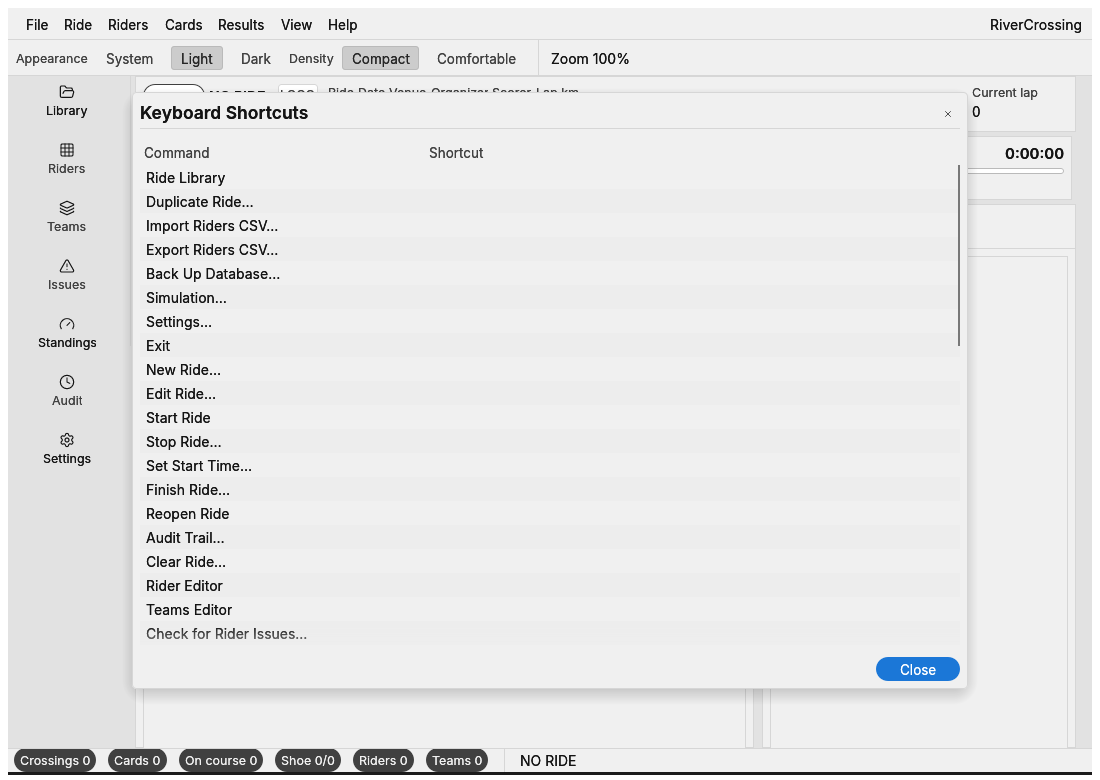 File Ride Riders Cards Results View Help RiverCrossing
Appearance System Light Dark Density Compact Comfortable Zoom 100%
Library
Riders
Teams
Issues
Standings
Audit
Settings
Current lap
0
0:00:00
Keyboard Shortcuts
×
Command Shortcut
Ride Library
Duplicate Ride...
Import Riders CSV...
Export Riders CSV...
Back Up Database...
Simulation...
Settings...
Exit
New Ride...
Edit Ride...
Start Ride
Stop Ride...
Set Start Time...
Finish Ride...
Reopen Ride
Audit Trail...
Clear Ride...
Rider Editor
Teams Editor
Check for Rider Issues...
Close
Crossings 0 Cards 0 On course 0 Shoe 0/0 Riders 0 Teams 0 NO RIDE